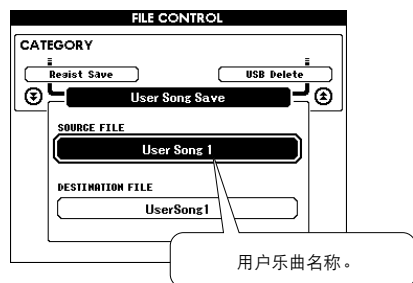 FILE CONTROL
CATEGORY
Regist Save
USB Delete
User Song Save
SOURCE FILE
User Song 1
DESTINATION FILE
UserSong1
用户乐曲名称。